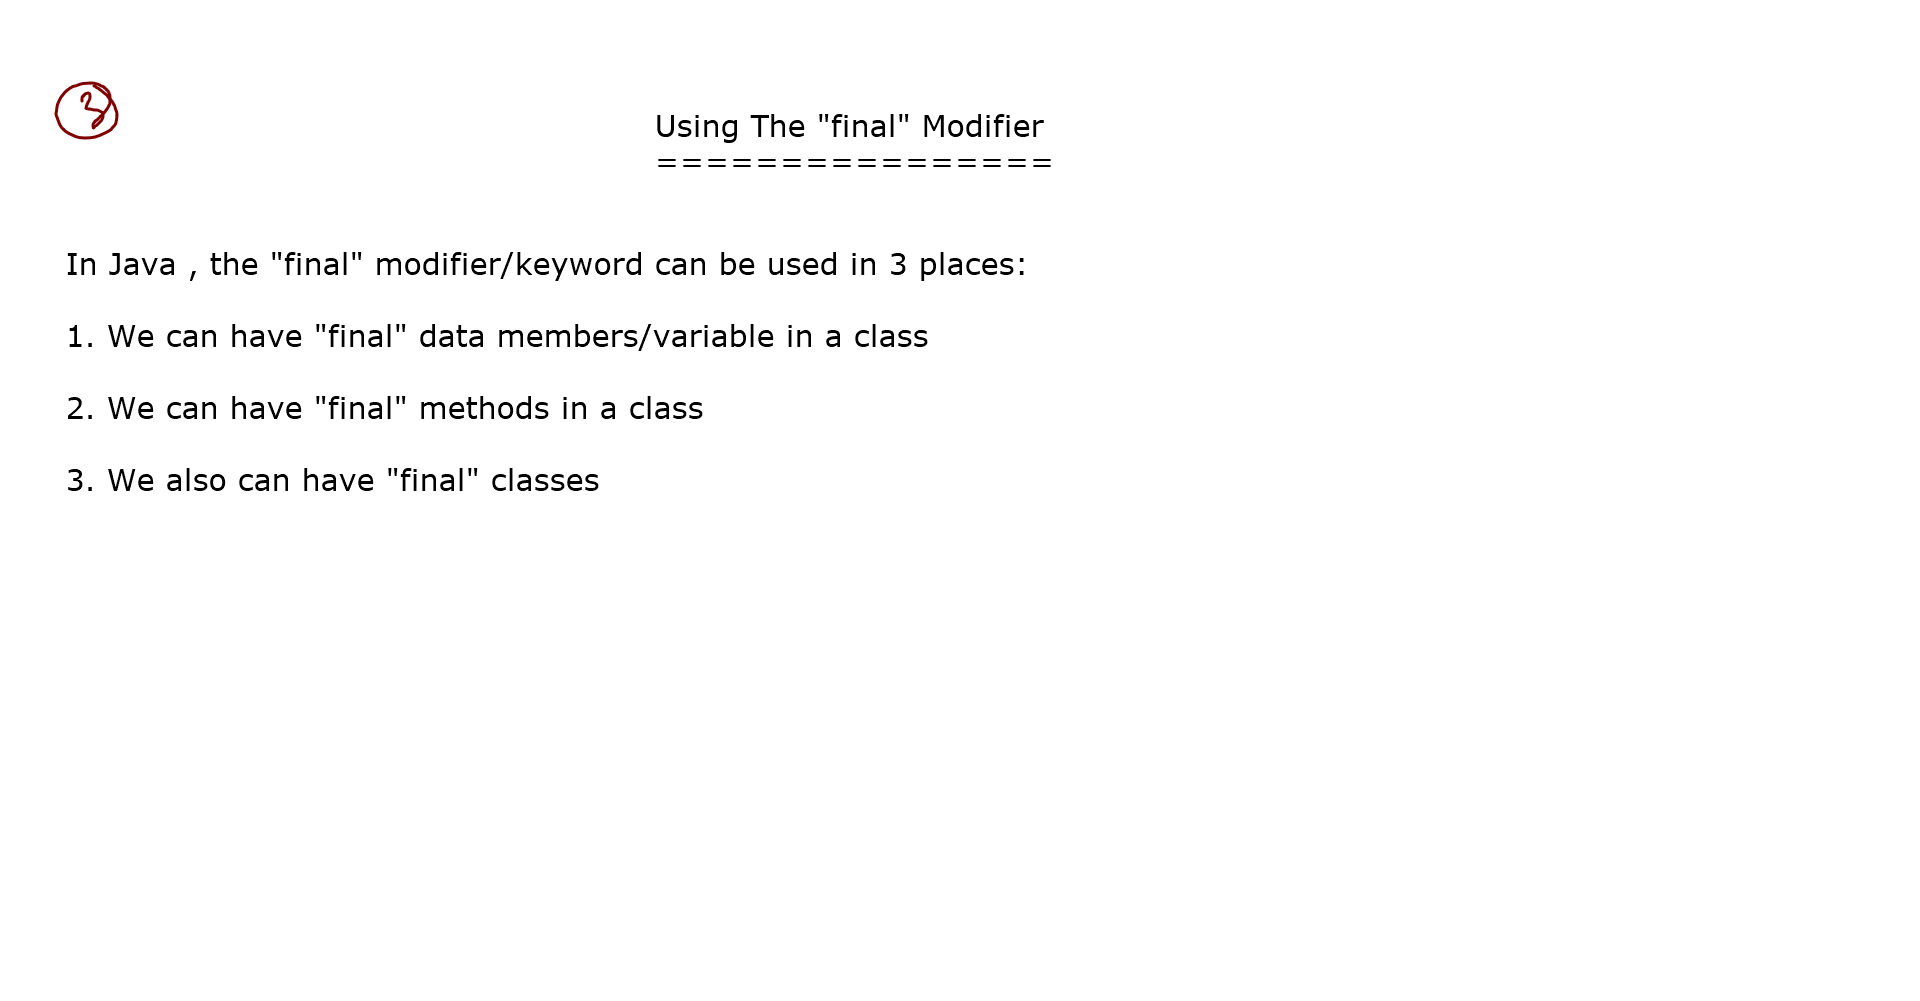 3
Using The "final" Modifier
================
In Java , the "final" modifier/keyword can be used in 3 places:
1. We can have "final" data members/variable in a class
2. We can have "final" methods in a class
3. We also can have "final" classes